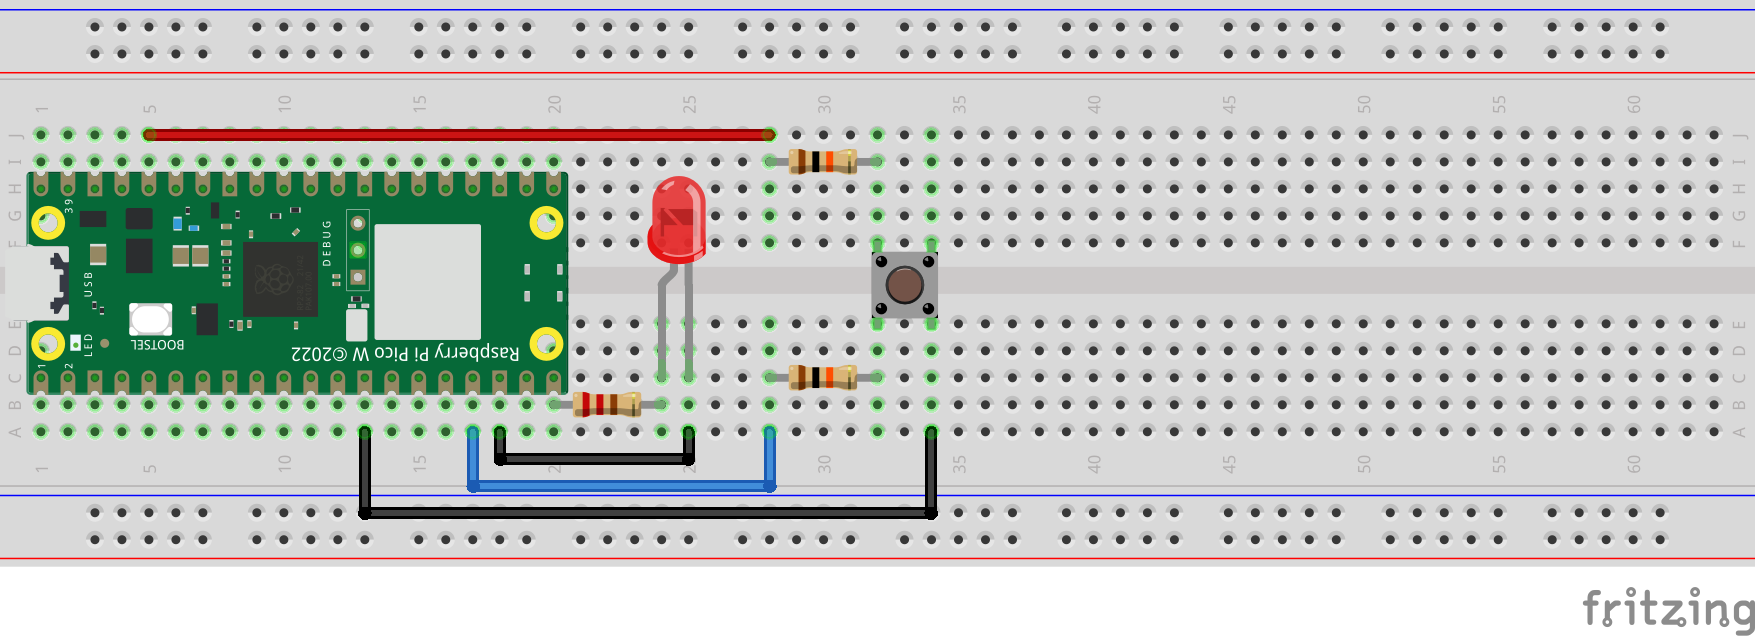 1 5 10 15 20 25 30 35 40 45 50 55 60
J J
I I
H H
G G
F F
39
DEBUG
USB
BOOTSEL
LED
Raspberry Pi Pico W ©2022
1 2
E E
D D
C C
B B
A A
1 5 10 15 20 25 30 35 40 45 50 55 60
fritzing